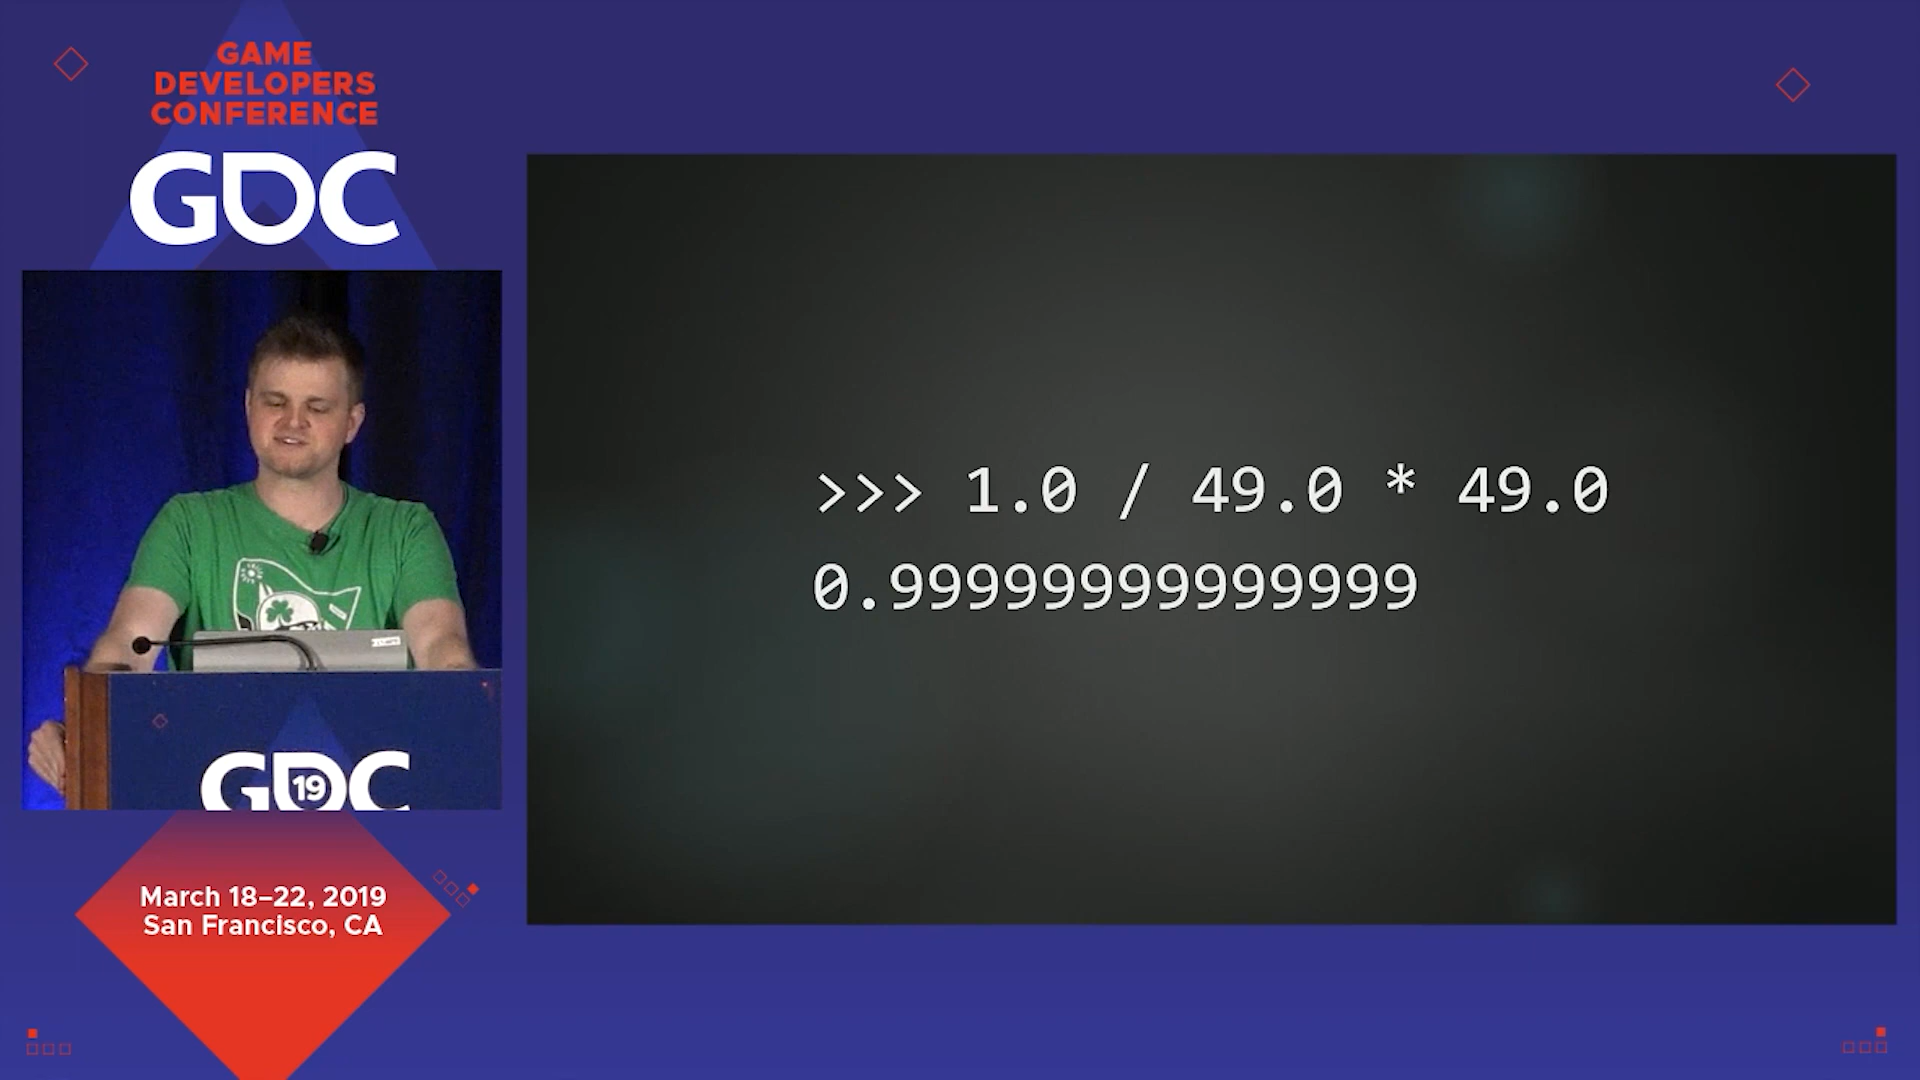 GAME
DEVELOPERS
CONFERENCE
GDC
>>> 1.0 / 49.0 * 49.0
0.99999999999999
GDC
19
March 18–22, 2019
San Francisco, CA